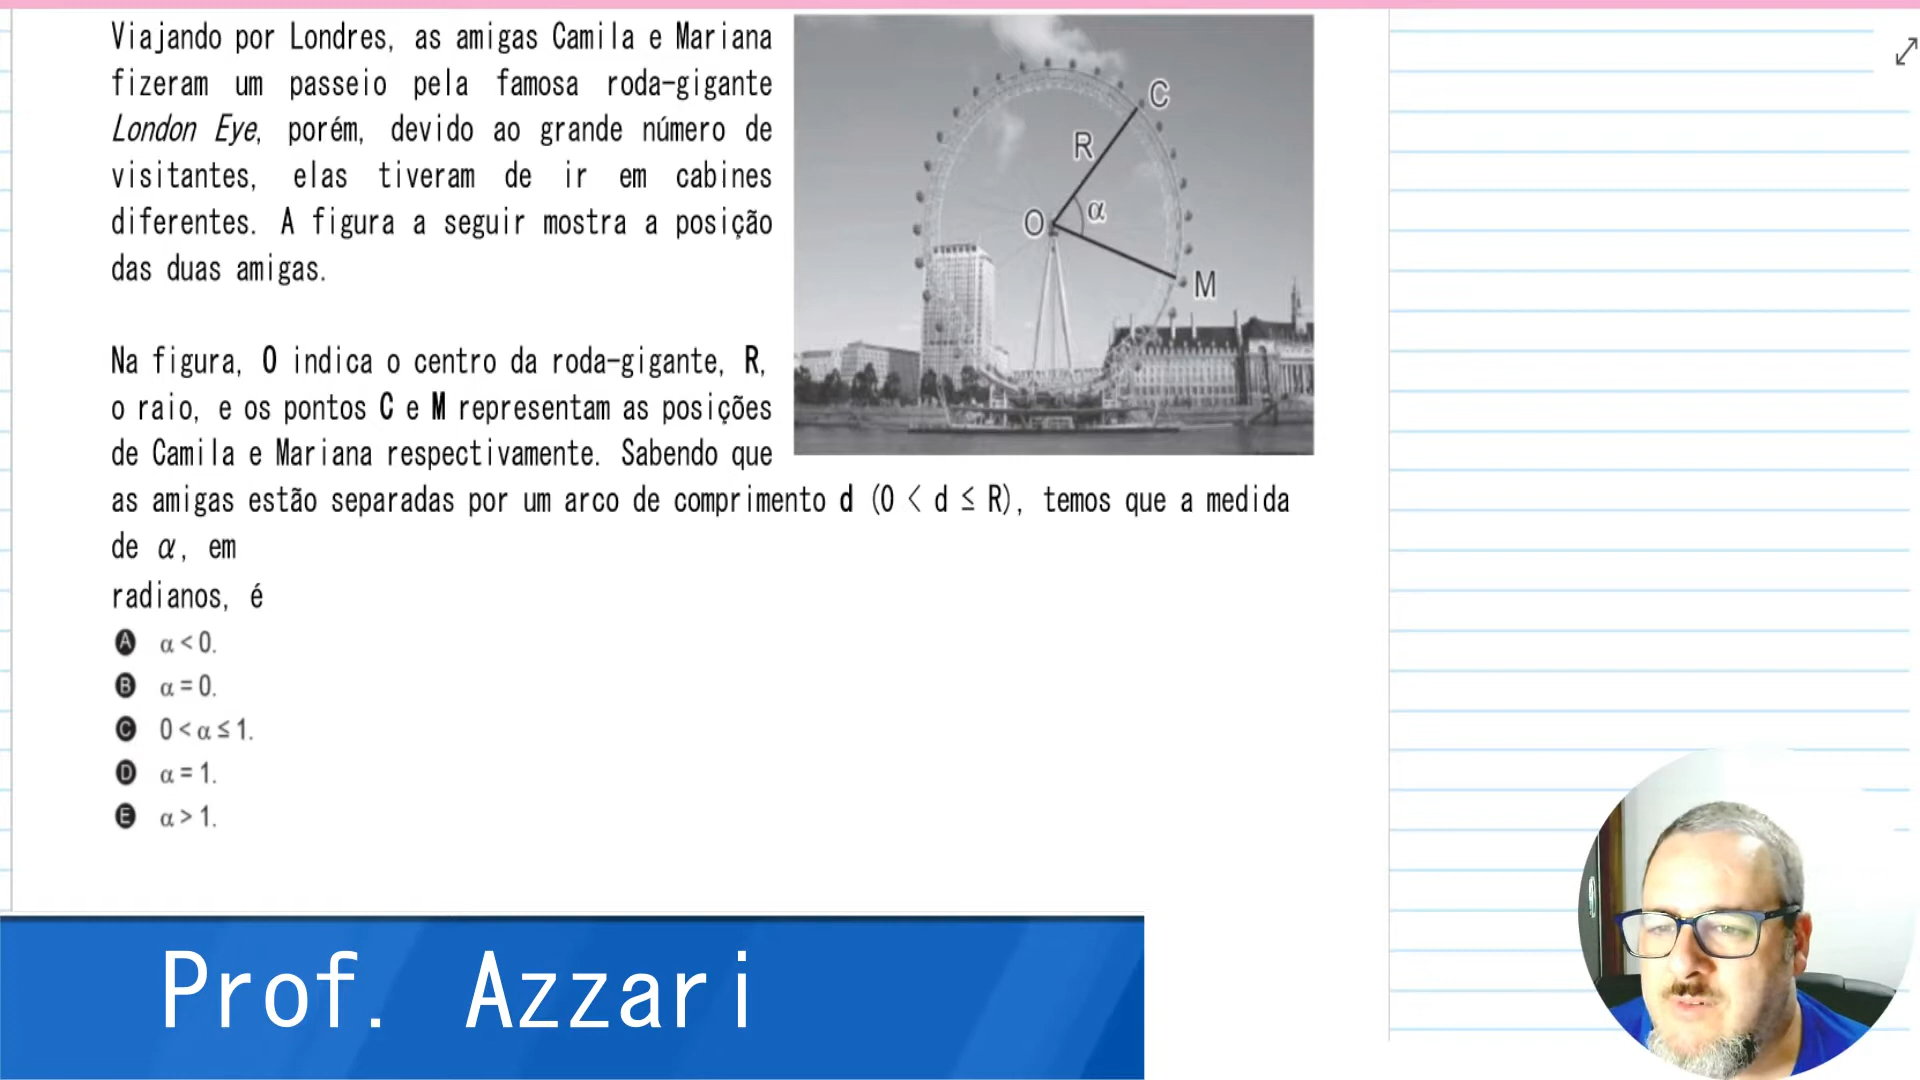 Viajando por Londres, as amigas Camila e Mariana
fizeram um passeio pela famosa roda-gigante
London Eye, porém, devido ao grande número de
visitantes, elas tiveram de ir em cabines
diferentes. A figura a seguir mostra a posição
das duas amigas.
C
R
O
α
M
Na figura, O indica o centro da roda-gigante, R,
o raio, e os pontos C e M representam as posições
de Camila e Mariana respectivamente. Sabendo que
as amigas estão separadas por um arco de comprimento d (0 < d ≤ R), temos que a medida
de α, em
radianos, é
A α < 0.
B α = 0.
C 0 < α ≤ 1.
D α = 1.
E α > 1.
Prof. Azzari